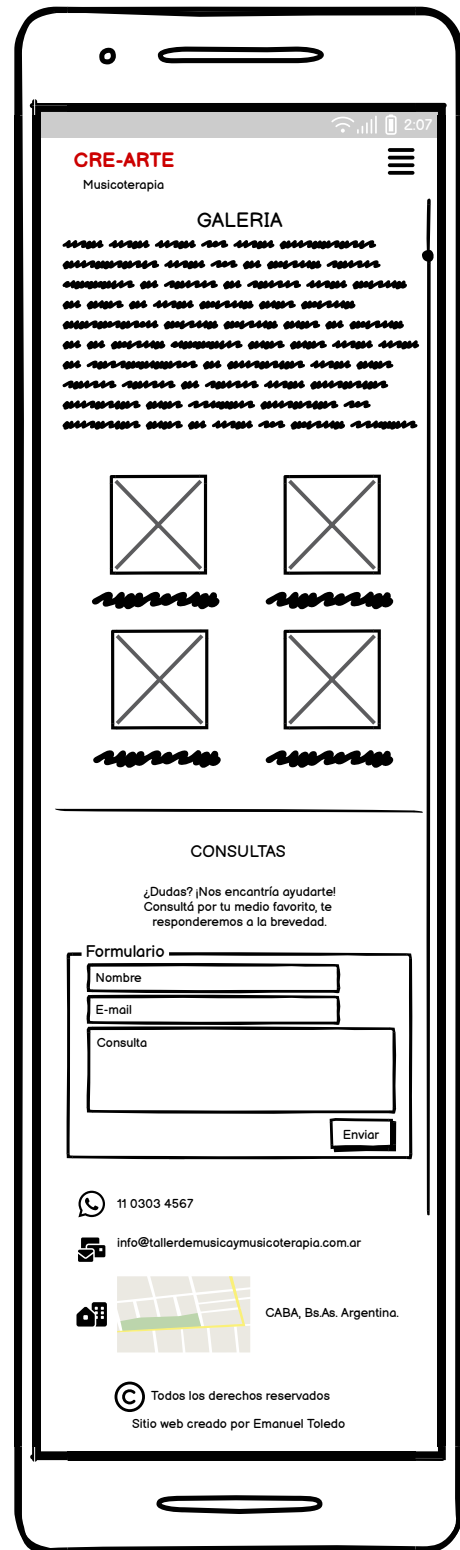 2:07
CRE-ARTE
Musicoterapia
GALERIA
CONSULTAS
¿Dudas? ¡Nos encantría ayudarte!
Consultá por tu medio favorito, te
responderemos a la brevedad.
Formulario
Nombre
E-mail
Consulta
Enviar
11 0303 4567
info@tallerdemusicaymusicoterapia.com.ar
CABA, Bs.As. Argentina.
© Todos los derechos reservados
Sitio web creado por Emanuel Toledo